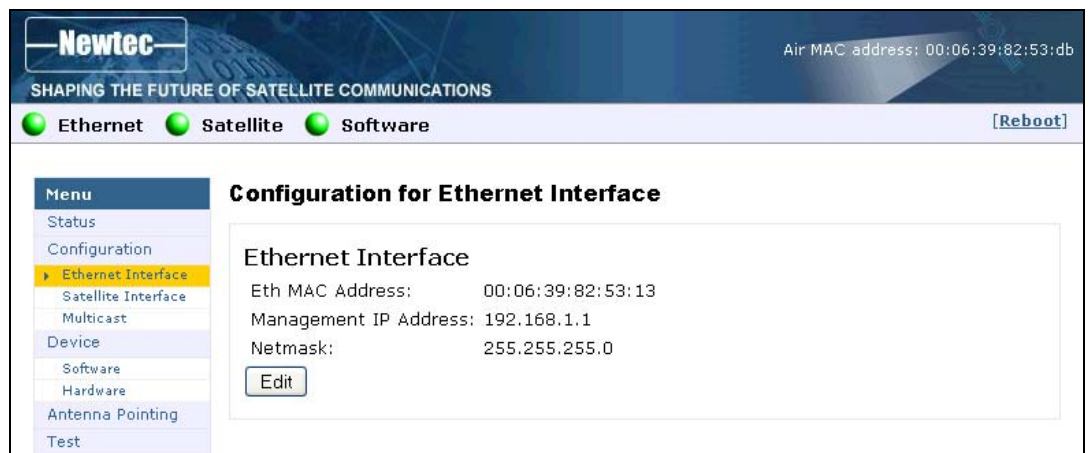 Newtec
Air MAC address: 00:06:39:82:53:db
SHAPING THE FUTURE OF SATELLITE COMMUNICATIONS
Ethernet Satellite Software [Reboot]
Menu
Status
Configuration
Ethernet Interface
Satellite Interface
Multicast
Device
Software
Hardware
Antenna Pointing
Test
Configuration for Ethernet Interface
Ethernet Interface
Eth MAC Address: 00:06:39:82:53:13
Management IP Address: 192.168.1.1
Netmask: 255.255.255.0
Edit